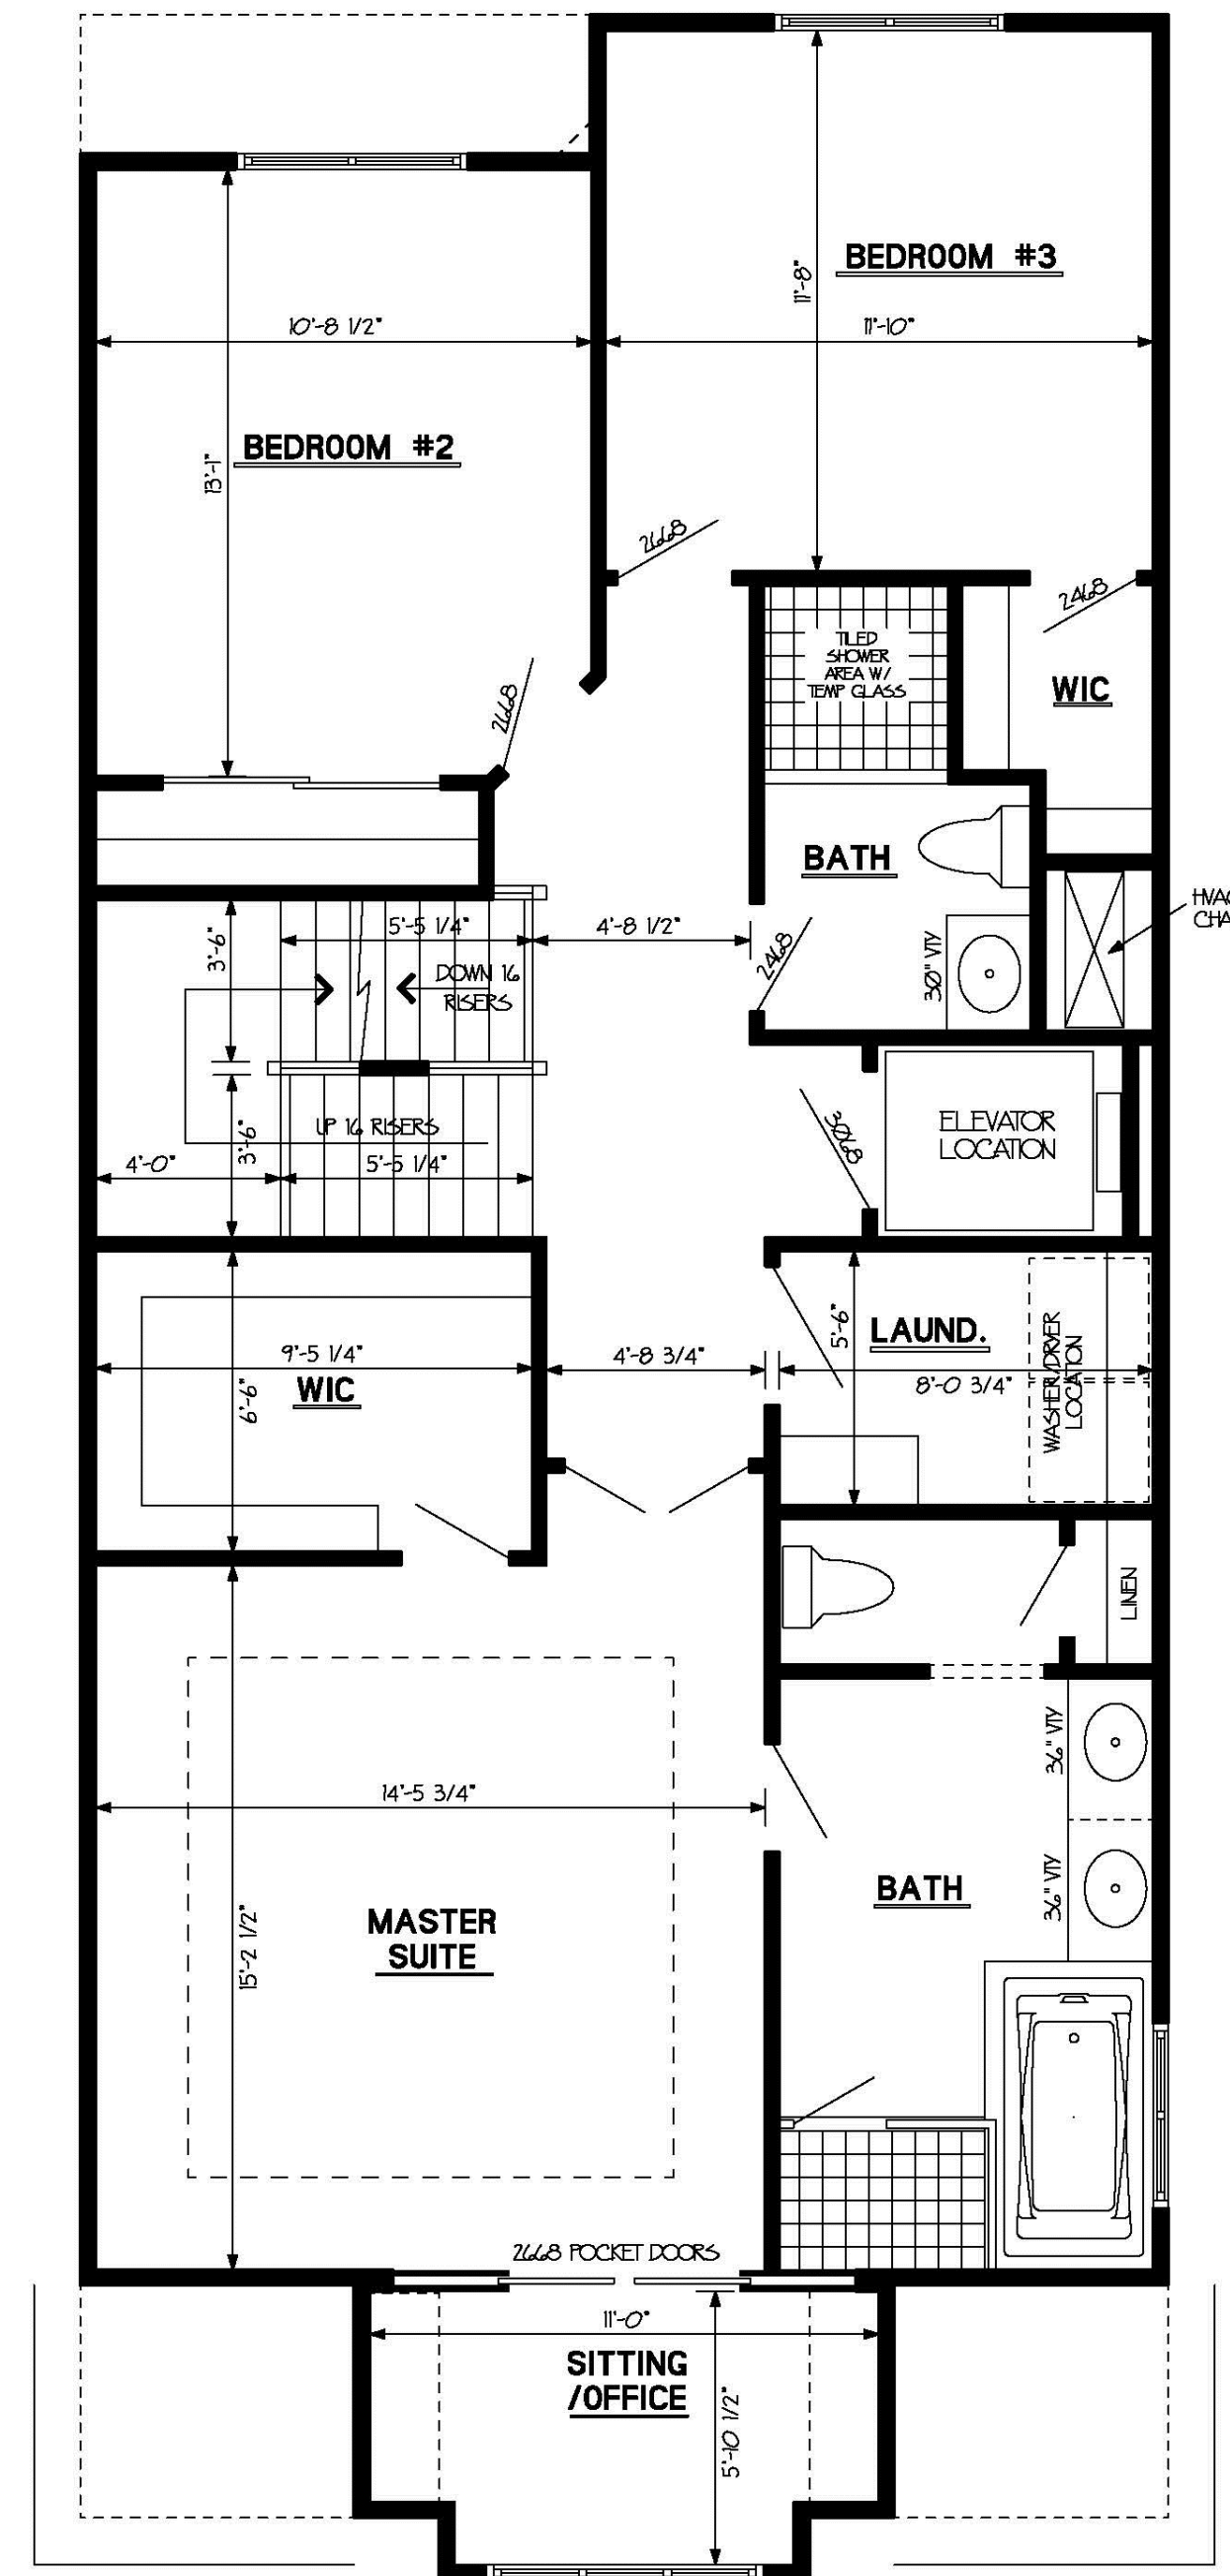 BEDROOM #3
11'-8"
10'-8 1/2"
11'-10"
BEDROOM #2
13'-1"
2668
2468
TILED
SHOWER
AREA W/
TEMP GLASS
WIC
2668
BATH
HVAC
CHA
3'-6"
5'-5 1/4"
4'-8 1/2"
2468
30" VTY
DOWN 16
RISERS
UP 16 RISERS
3'-6"
3068
ELEVATOR
LOCATION
4'-0"
5'-5 1/4"
5'-6"
LAUND.
WASHER/DRYER
LOCATION
9'-5 1/4"
4'-8 3/4"
8'-0 3/4"
WIC
6'-6"
LINEN
36" VTY
14'-5 3/4"
36" VTY
BATH
MASTER
SUITE
15'-2 1/2"
2668 POCKET DOORS
11'-0"
SITTING
/OFFICE
5'-10 1/2"